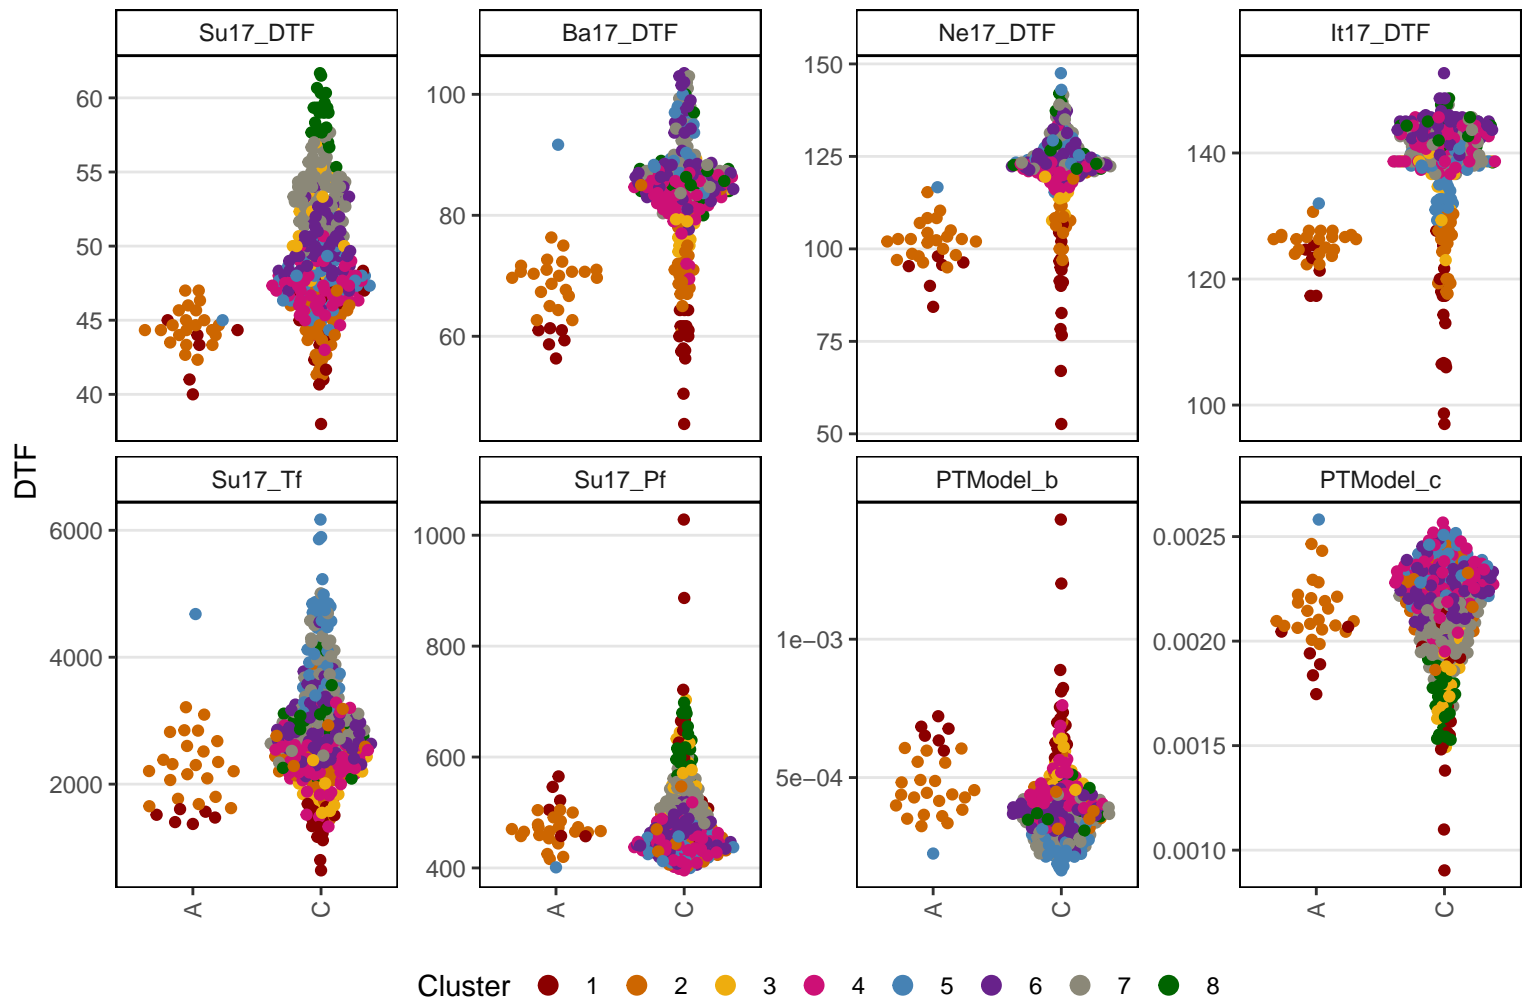 Su17_DTF
Ba17_DTF
Ne17_DTF
It17_DTF
60
55
50
45
40
100
80
60
150
125
100
75
50
140
120
100
DTF
Su17_Tf
Su17_Pf
PTModel_b
PTModel_c
6000
4000
2000
1000
800
600
400
1e−03
5e−04
0.0025
0.0020
0.0015
0.0010
A
C
A
C
A
C
A
C
Cluster 1 2 3 4 5 6 7 8